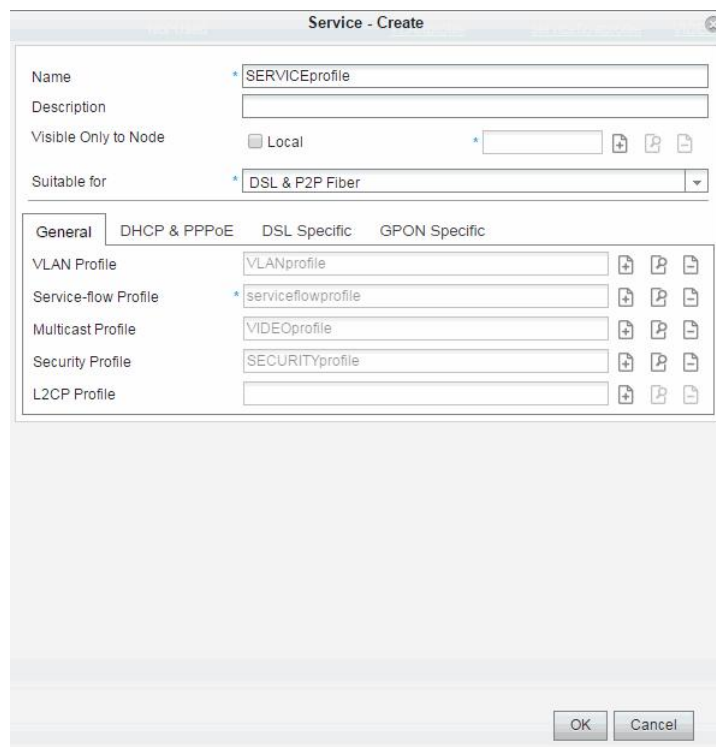 Service - Create
Name * SERVICEprofile
Description
Visible Only to Node Local *
Suitable for * DSL & P2P Fiber
General DHCP & PPPoE DSL Specific GPON Specific
VLAN Profile VLANprofile
Service-flow Profile * serviceflowprofile
Multicast Profile VIDEOprofile
Security Profile SECURITYprofile
L2CP Profile
OK Cancel